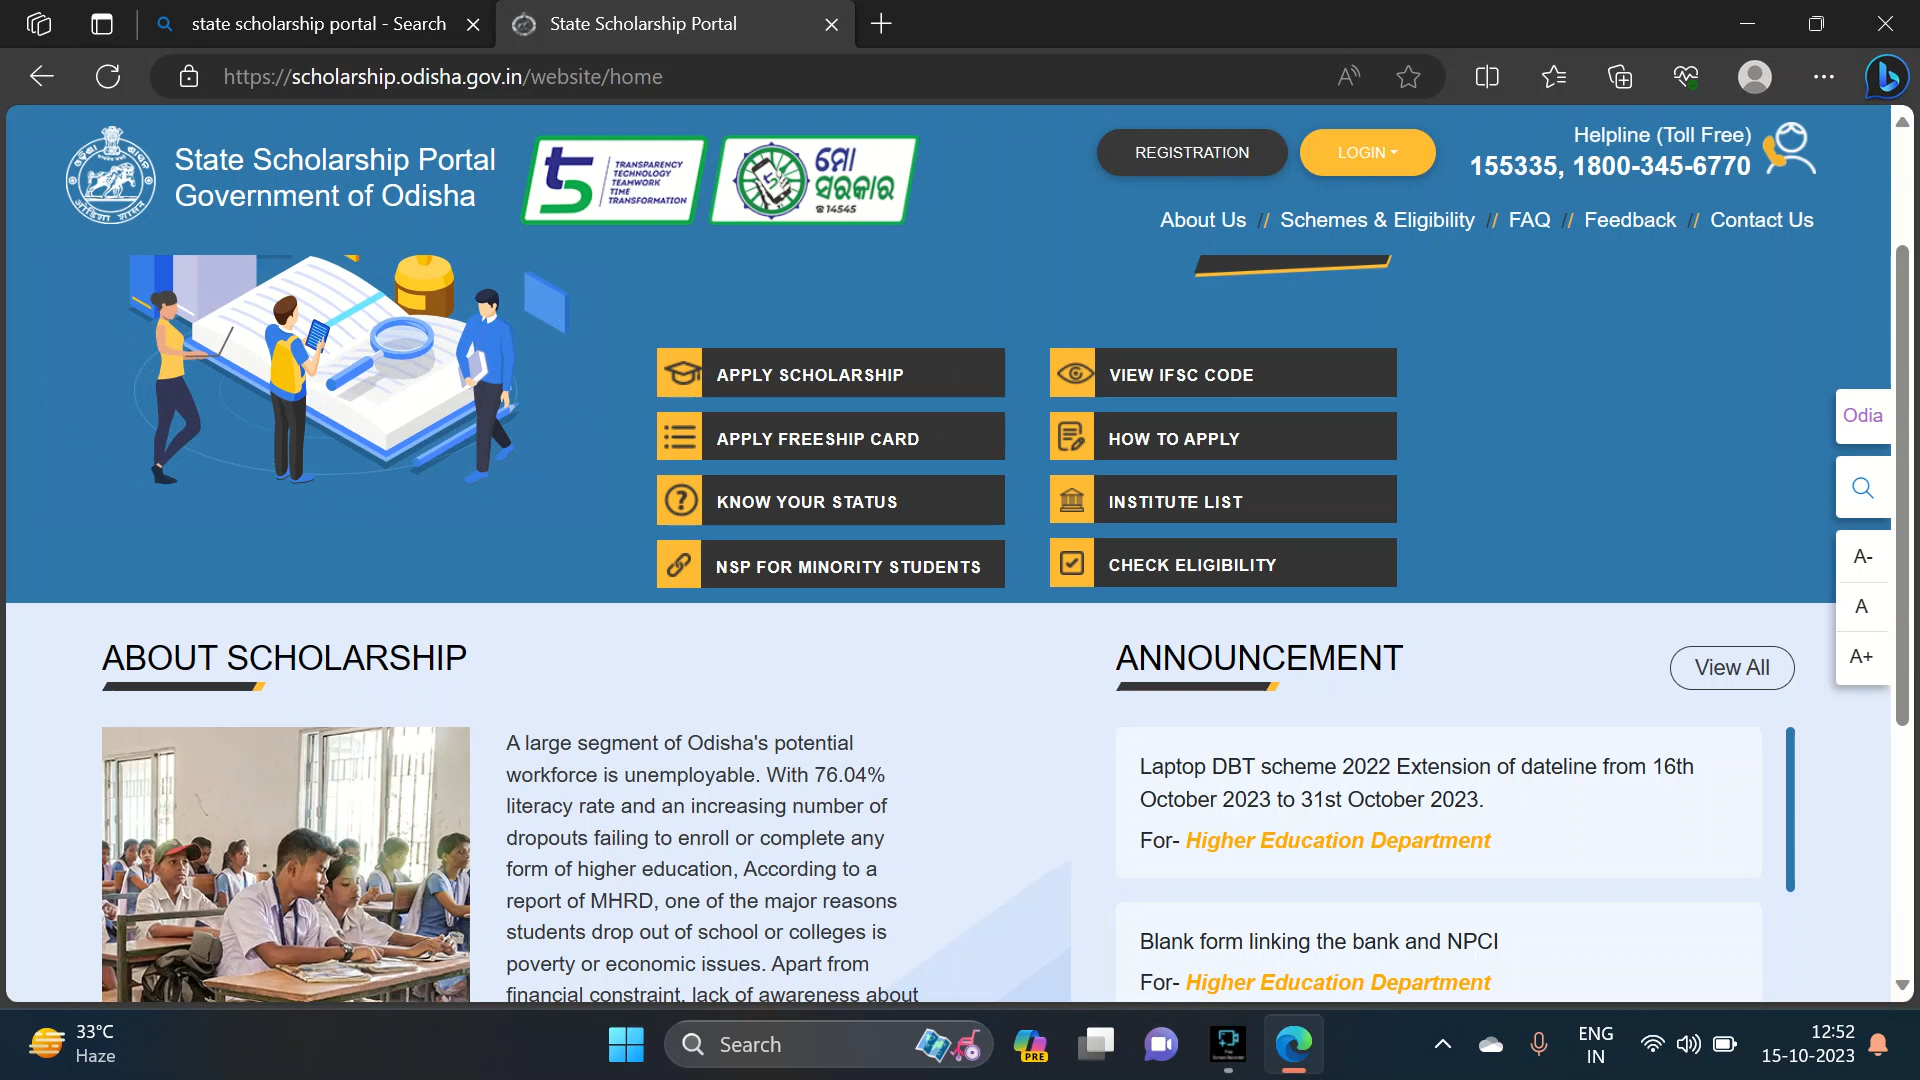 state scholarship portal - Search
State Scholarship Portal
https://scholarship.odisha.gov.in/website/home
State Scholarship Portal
Government of Odisha
t5
TRANSPARENCY
TECHNOLOGY
TEAMWORK
TIME
TRANSFORMATION
ମୋ
ସରକାର
☎14545
REGISTRATION
LOGIN
Helpline (Toll Free)
155335, 1800-345-6770
About Us // Schemes & Eligibility // FAQ // Feedback // Contact Us
APPLY SCHOLARSHIP
VIEW IFSC CODE
APPLY FREESHIP CARD
HOW TO APPLY
KNOW YOUR STATUS
INSTITUTE LIST
NSP FOR MINORITY STUDENTS
CHECK ELIGIBILITY
Odia
A-
A
A+
ABOUT SCHOLARSHIP
A large segment of Odisha's potential
workforce is unemployable. With 76.04%
literacy rate and an increasing number of
dropouts failing to enroll or complete any
form of higher education, According to a
report of MHRD, one of the major reasons
students drop out of school or colleges is
poverty or economic issues. Apart from
financial constraint, lack of awareness about
ANNOUNCEMENT
View All
Laptop DBT scheme 2022 Extension of dateline from 16th
October 2023 to 31st October 2023.
For- Higher Education Department
Blank form linking the bank and NPCI
For- Higher Education Department
33°C
Haze
Search
PRE
ENG
IN
12:52
15-10-2023